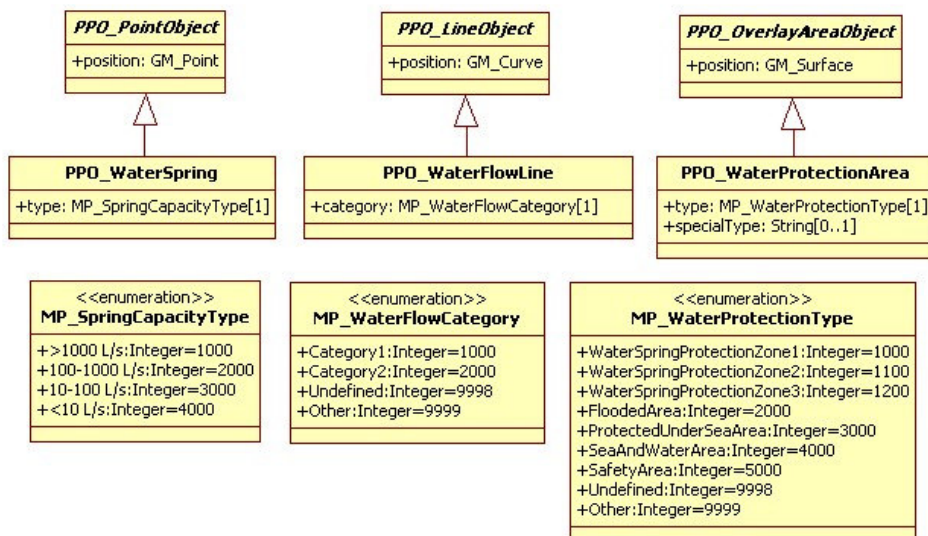 PPO_PointObject
+position: GM_Point
PPO_LineObject
+position: GM_Curve
PPO_OverlayAreaObject
+position: GM_Surface
PPO_WaterSpring
+type: MP_SpringCapacityType[1]
PPO_WaterFlowLine
+category: MP_WaterFlowCategory[1]
PPO_WaterProtectionArea
+type: MP_WaterProtectionType[1]
+specialType: String[0..1]
<<enumeration>>
MP_SpringCapacityType
+>1000 L/s:Integer=1000
+100-1000 L/s:Integer=2000
+10-100 L/s:Integer=3000
+<10 L/s:Integer=4000
<<enumeration>>
MP_WaterFlowCategory
+Category1:Integer=1000
+Category2:Integer=2000
+Undefined:Integer=9998
+Other:Integer=9999
<<enumeration>>
MP_WaterProtectionType
+WaterSpringProtectionZone1:Integer=1000
+WaterSpringProtectionZone2:Integer=1100
+WaterSpringProtectionZone3:Integer=1200
+FloodedArea:Integer=2000
+ProtectedUnderSeaArea:Integer=3000
+SeaAndWaterArea:Integer=4000
+SafetyArea:Integer=5000
+Undefined:Integer=9998
+Other:Integer=9999